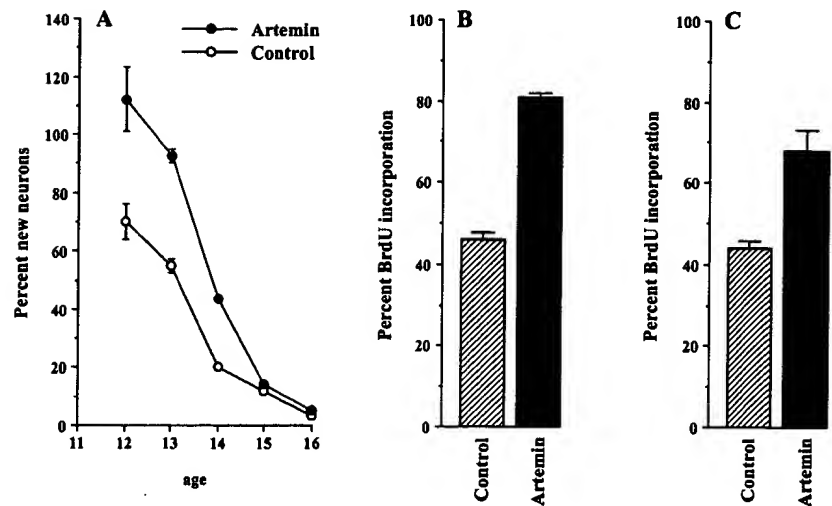 A
Artemin
Control
Percent new neurons
140
120
100
80
60
40
20
0
11 12 13 14 15 16
age
B
Percent BrdU incorporation
100
80
60
40
20
0
Control
Artemin
C
Percent BrdU incorporation
100
80
60
40
20
0
Control
Artemin